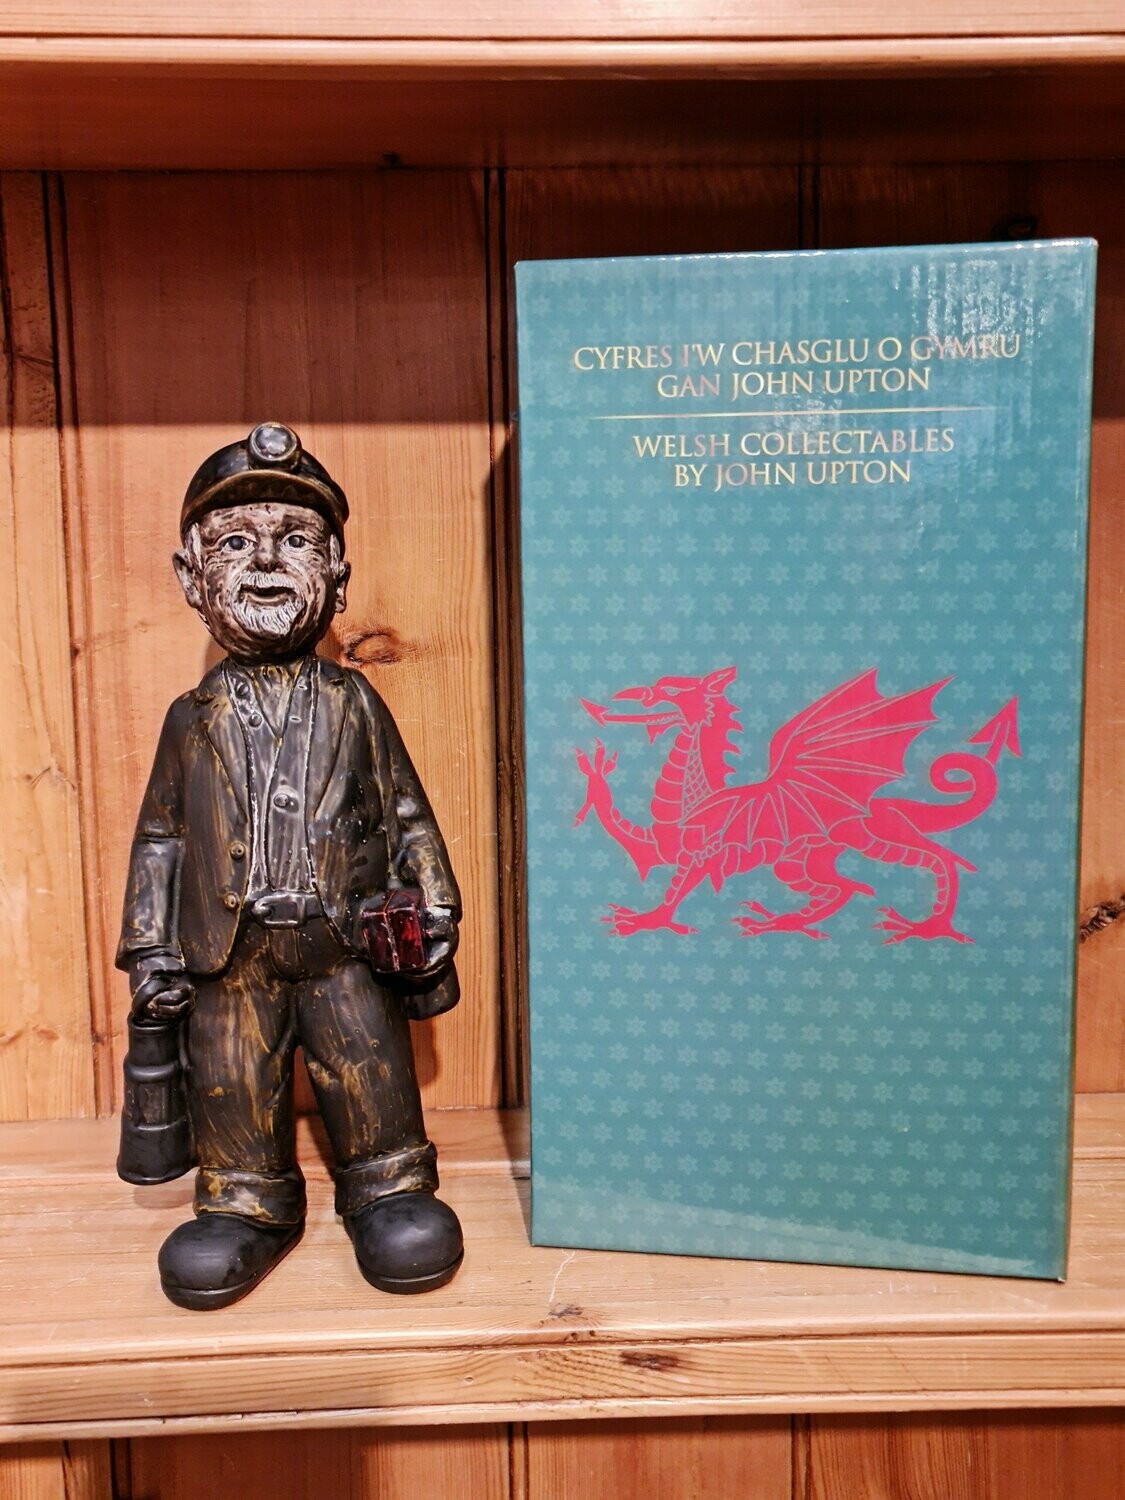 CYFRES I'W CHASGLU O GYMRU
GAN JOHN UPTON
WELSH COLLECTABLES
BY JOHN UPTON